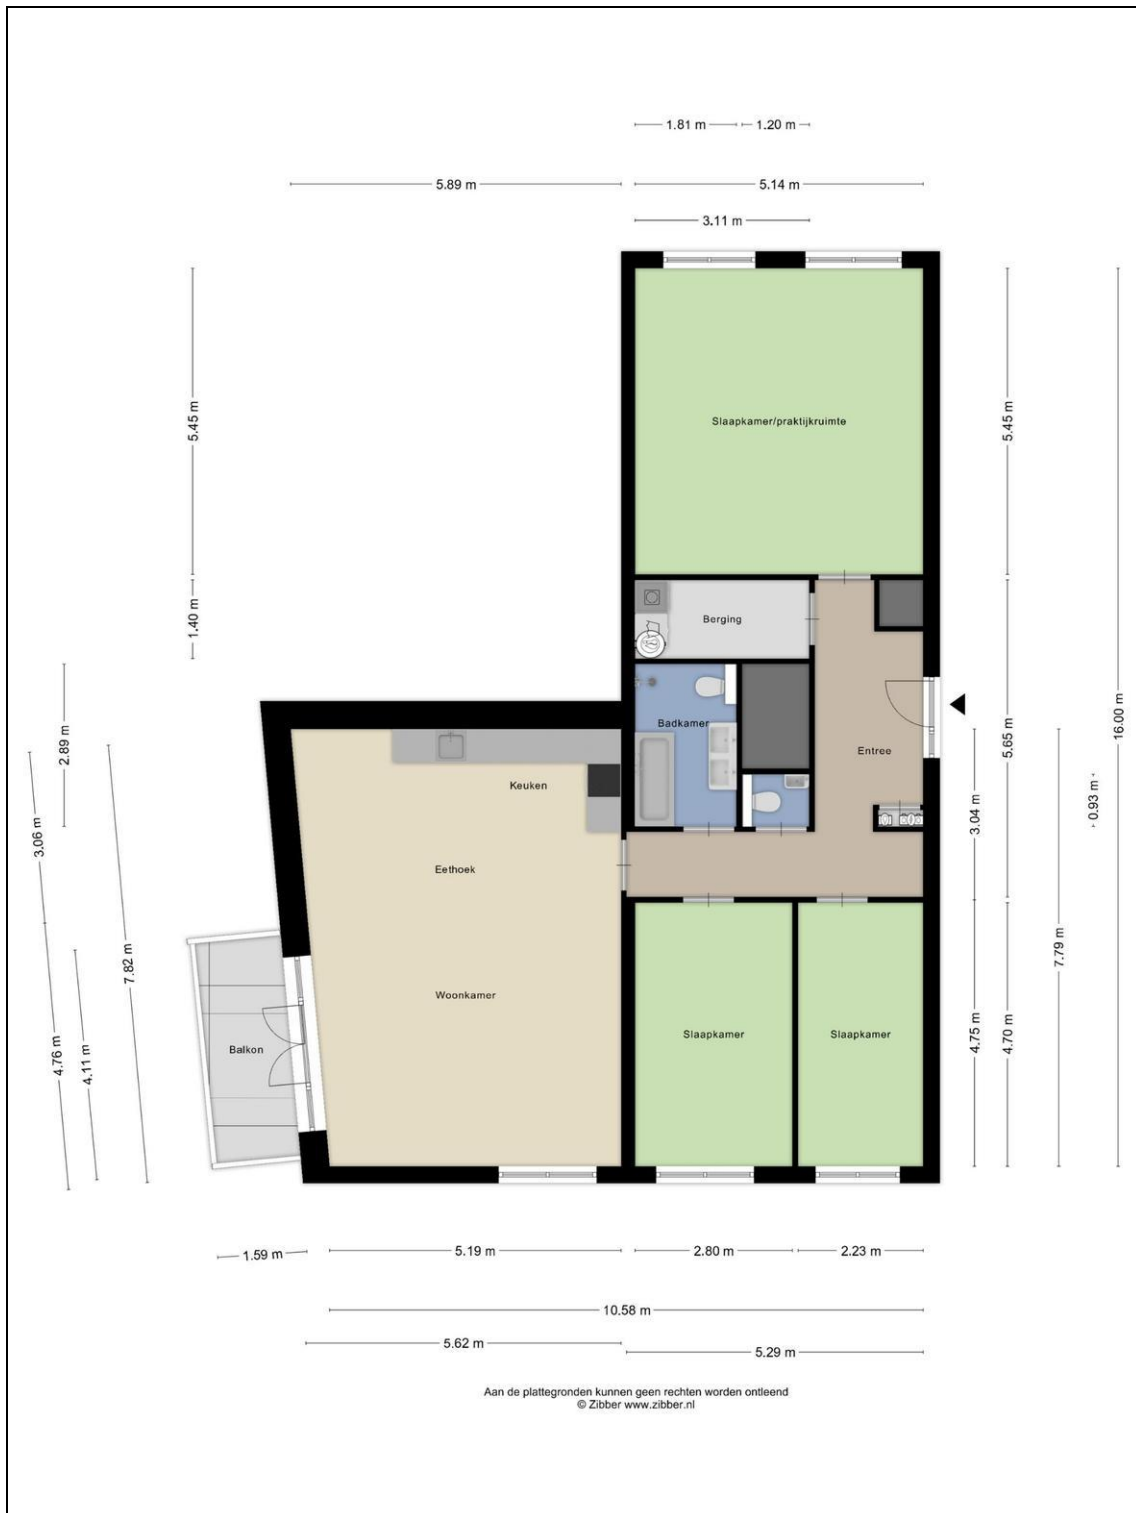 1.81 m
1.20 m
5.89 m
5.14 m
3.11 m
5.45 m
5.45 m
Slaapkamer/praktijkruimte
1.40 m
Berging
16.00 m
2.89 m
Badkamer
5.65 m
Entree
Keuken
0.93 m
3.06 m
3.04 m
Eethoek
7.82 m
7.79 m
Woonkamer
Balkon
4.76 m
4.11 m
Slaapkamer
Slaapkamer
4.75 m
4.70 m
1.59 m
5.19 m
2.80 m
2.23 m
10.58 m
5.62 m
5.29 m
Aan de plattegronden kunnen geen rechten worden ontleend
© Zibber www.zibber.nl